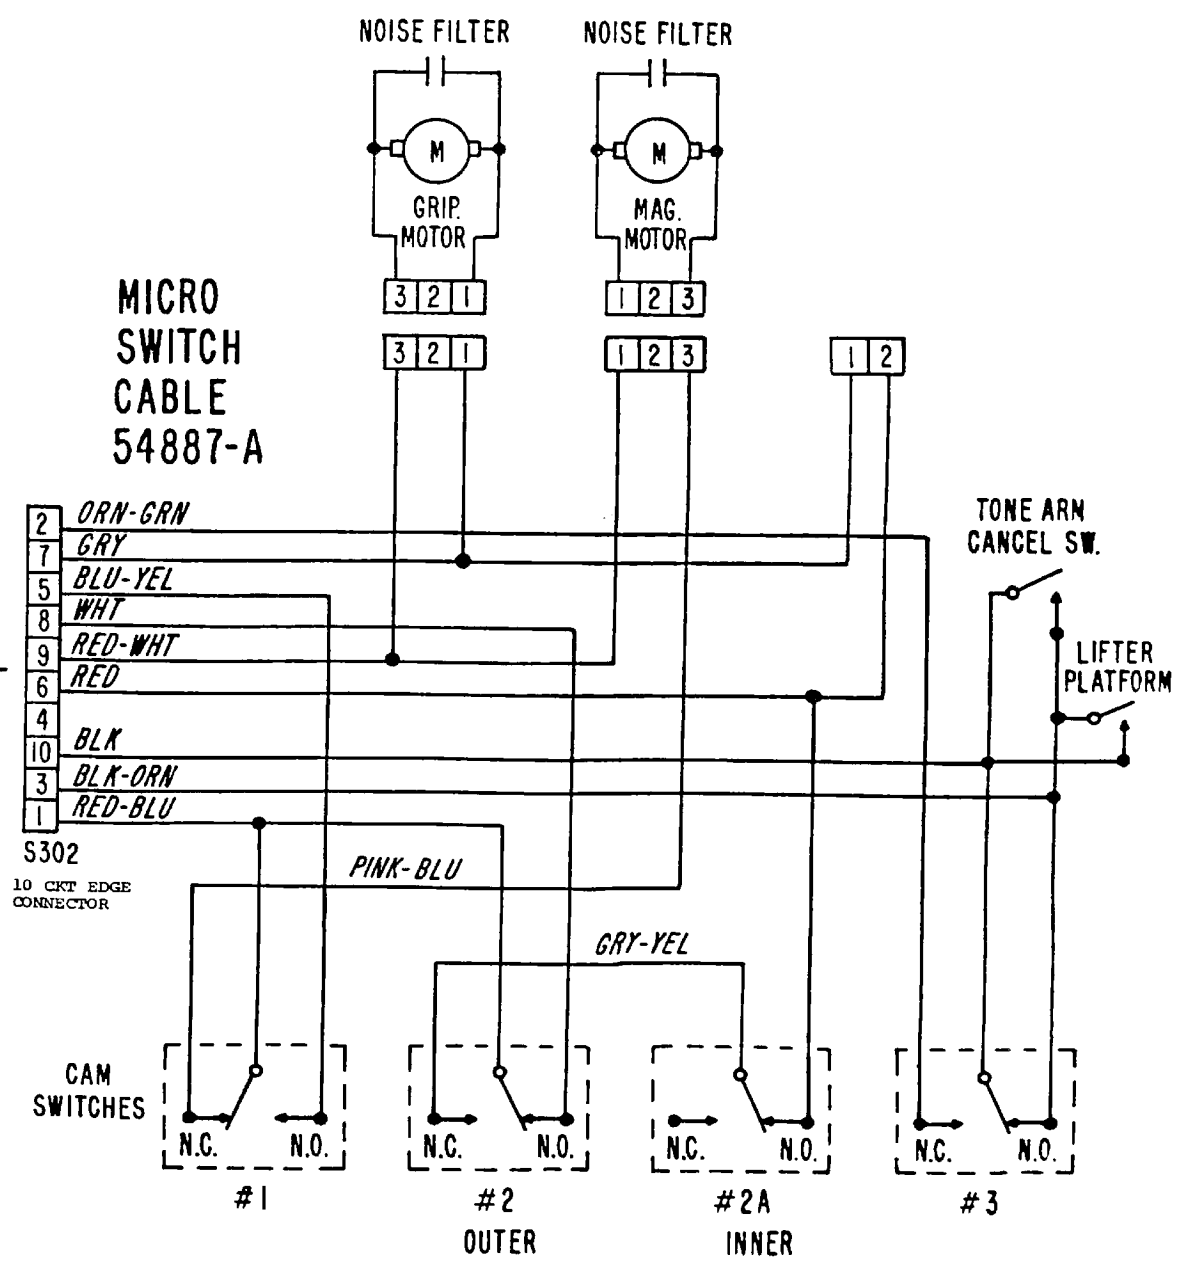 NOISE FILTER
NOISE FILTER
M
M
GRIP.
MOTOR
MAG.
MOTOR
3 2 1
1 2 3
MICRO
SWITCH
CABLE
54887-A
3 2 1
1 2 3
1 2
TONE ARN
CANCEL SW.
2 ORN-GRN
7 GRY
5 BLU-YEL
8 WHT
9 RED-WHT
6 RED
4
10 BLK
3 BLK-ORN
1 RED-BLU
LIFTER
PLATFORM
S302
10 CKT EDGE
CONNECTOR
PINK-BLU
GRY-YEL
CAM
SWITCHES
N.C. N.O.
N.C. N.O.
N.C. N.O.
N.C. N.O.
#1
#2
#2A
#3
OUTER
INNER